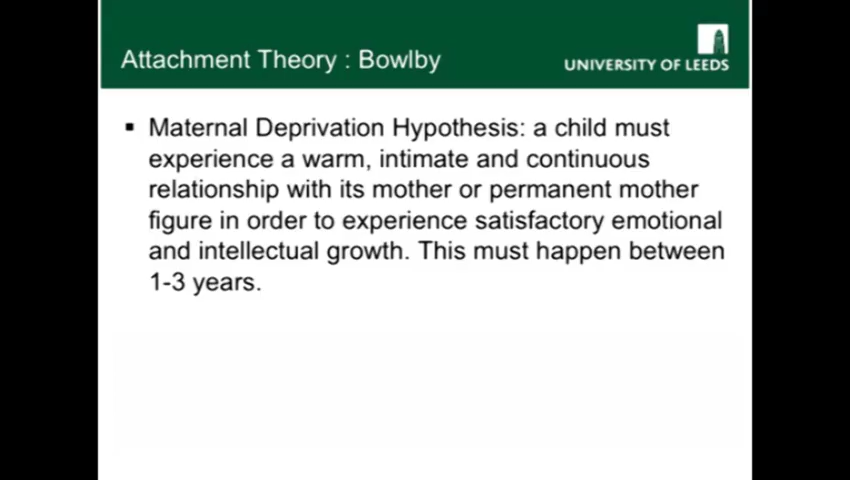 Attachment Theory : Bowlby
UNIVERSITY OF LEEDS
▪ Maternal Deprivation Hypothesis: a child must
experience a warm, intimate and continuous
relationship with its mother or permanent mother
figure in order to experience satisfactory emotional
and intellectual growth. This must happen between
1-3 years.